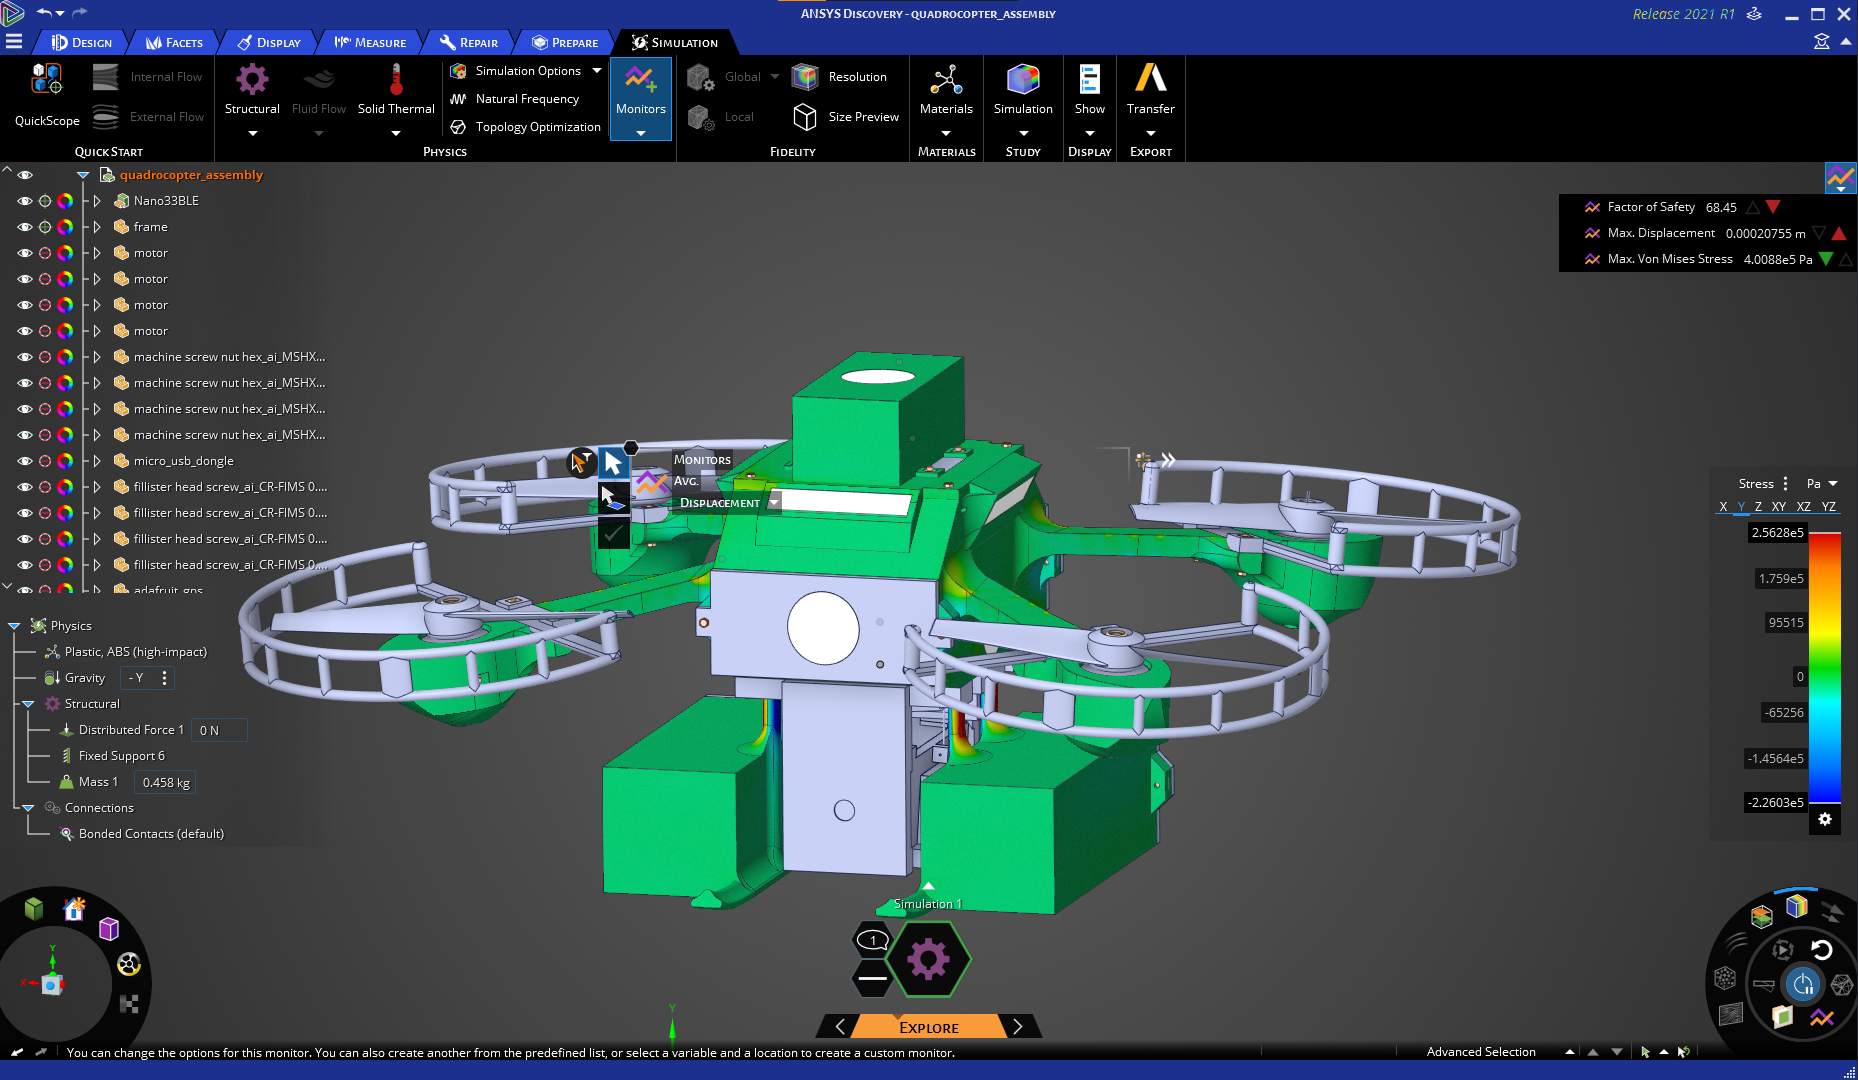 ANSYS Discovery - quadrocopter_assembly
Release 2021 R1
Design
Facets
Display
Measure
Repair
Prepare
Simulation
QuickScope
Internal Flow
External Flow
Quick Start
Structural
Fluid Flow
Solid Thermal
Simulation Options
Natural Frequency
Topology Optimization
Physics
Monitors
Global
Local
Resolution
Size Preview
Fidelity
Materials
Materials
Simulation
Study
Show
Display
Transfer
Export
quadrocopter_assembly
Nano33BLE
frame
motor
motor
motor
motor
machine screw nut hex_ai_MSHX...
machine screw nut hex_ai_MSHX...
machine screw nut hex_ai_MSHX...
machine screw nut hex_ai_MSHX...
micro_usb_dongle
fillister head screw_ai_CR-FIMS 0....
fillister head screw_ai_CR-FIMS 0....
fillister head screw_ai_CR-FIMS 0....
fillister head screw_ai_CR-FIMS 0....
adafruit_gps
Physics
Plastic, ABS (high-impact)
Gravity - Y
Structural
Distributed Force 1 0 N
Fixed Support 6
Mass 1 0.458 kg
Connections
Bonded Contacts (default)
Factor of Safety 68.45
Max. Displacement 0.00020755 m
Max. Von Mises Stress 4.0088e5 Pa
Monitors
Avg.
Displacement
Stress Pa
X Y Z XY XZ YZ
2.5628e5
1.759e5
95515
0
-65256
-1.4564e5
-2.2603e5
Simulation 1
1
Explore
Y
X
Y
You can change the options for this monitor. You can also create another from the predefined list, or select a variable and a location to create a custom monitor.
Advanced Selection